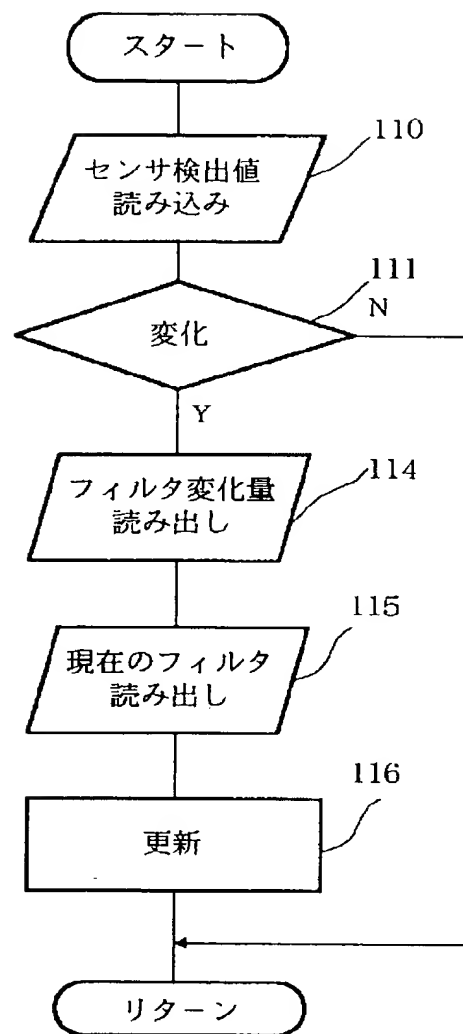 スタート
110
センサ検出値
読み込み
111
変化
N
Y
フィルタ変化量
読み出し
114
115
現在のフィルタ
読み出し
116
更新
リターン